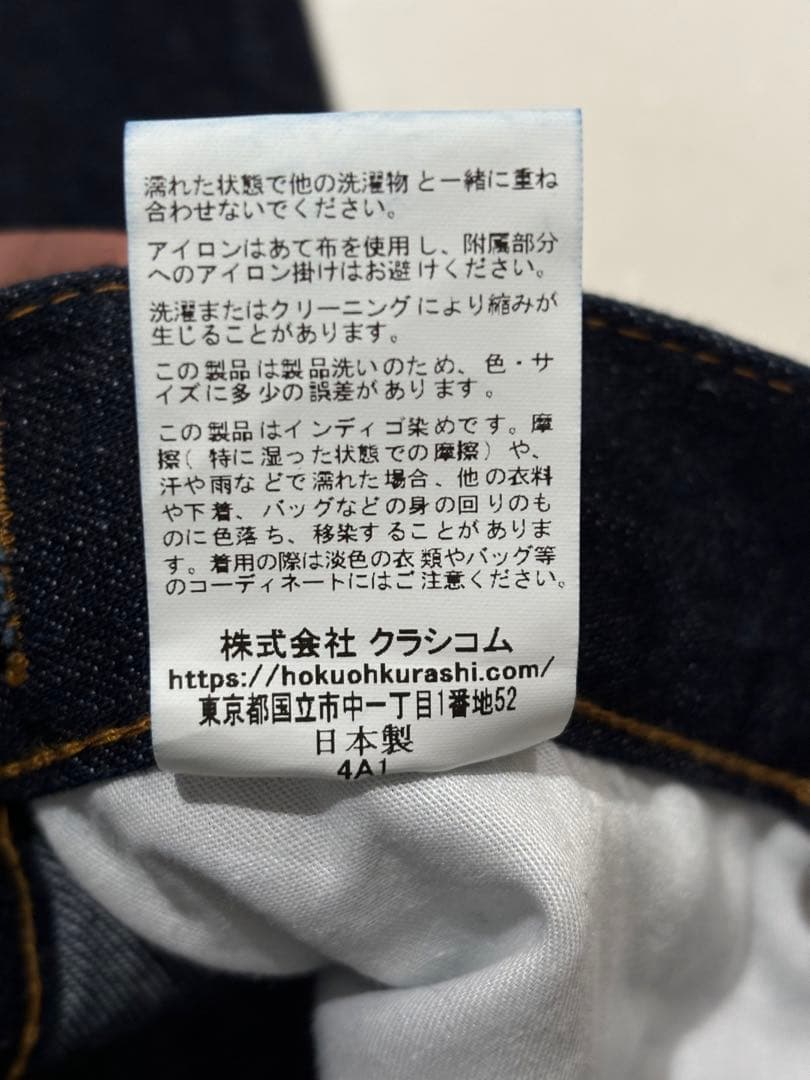 濡れた状態で他の洗濯物と一緒に重ね
合わせないでください。
アイロンはあて布を使用し、附属部分
へのアイロン掛けはお避けください。
洗濯またはクリーニングにより縮みが
生じることがあります。
この製品は製品洗いのため、色・サ
イズに多少の誤差があります。
この製品はインディゴ染めです。摩
擦(特に湿った状態での摩擦)や、
汗や雨などで濡れた場合、他の衣料
や下着、バッグなどの身の回りのも
のに色落ち、移染することがありま
す。着用の際は淡色の衣類やバッグ等
のコーディネートにはご注意ください。
株式会社 クラシコム
https://hokuohkurashi.com/
東京都国立市中一丁目1番地52
日本製
4A1